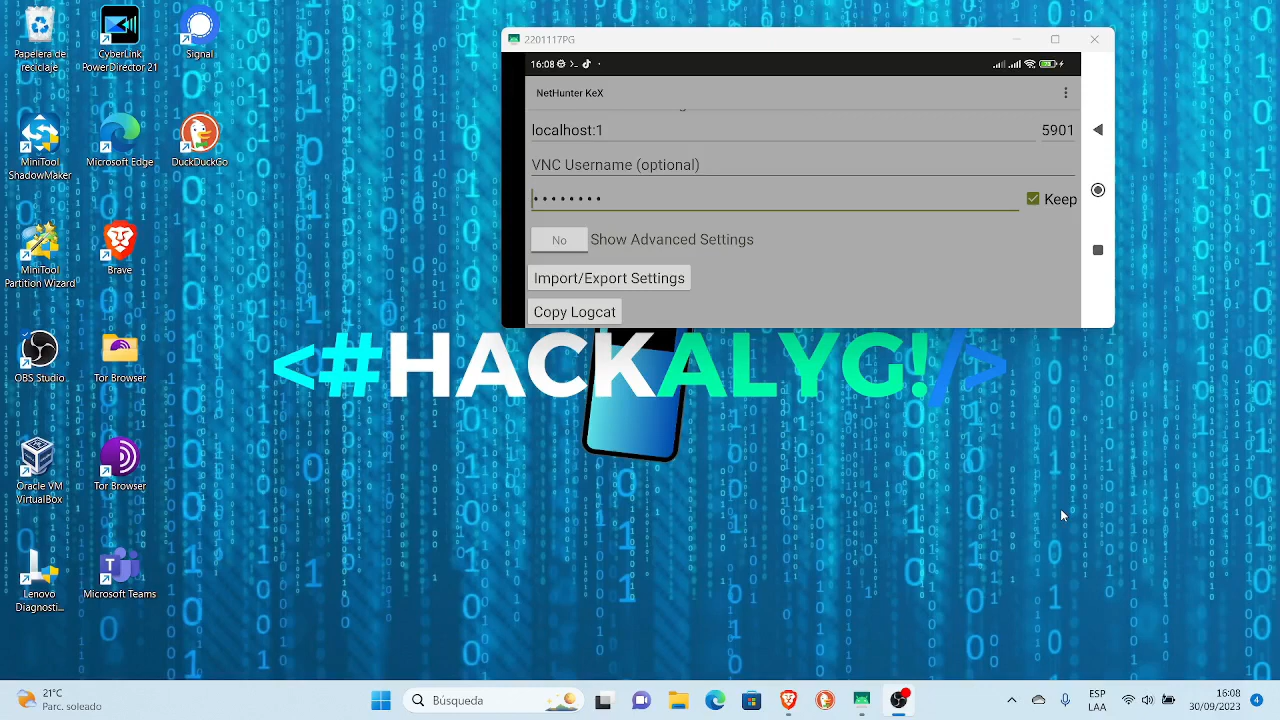 Papelera de
reciclaje
CyberLink
PowerDirector 21
Signal
MiniTool
ShadowMaker
Microsoft Edge
DuckDuckGo
MiniTool
Partition Wizard
Brave
OBS Studio
Tor Browser
Oracle VM
VirtualBox
Tor Browser
Lenovo
Diagnosti...
Microsoft Teams
2201117PG
16:08
NetHunter KeX
localhost:1
5901
VNC Username (optional)
Keep
No
Show Advanced Settings
Import/Export Settings
Copy Logcat
<#HACKALYG!/>
21°C
Parc. soleado
Búsqueda
ESP
LAA
16:08
30/09/2023
4